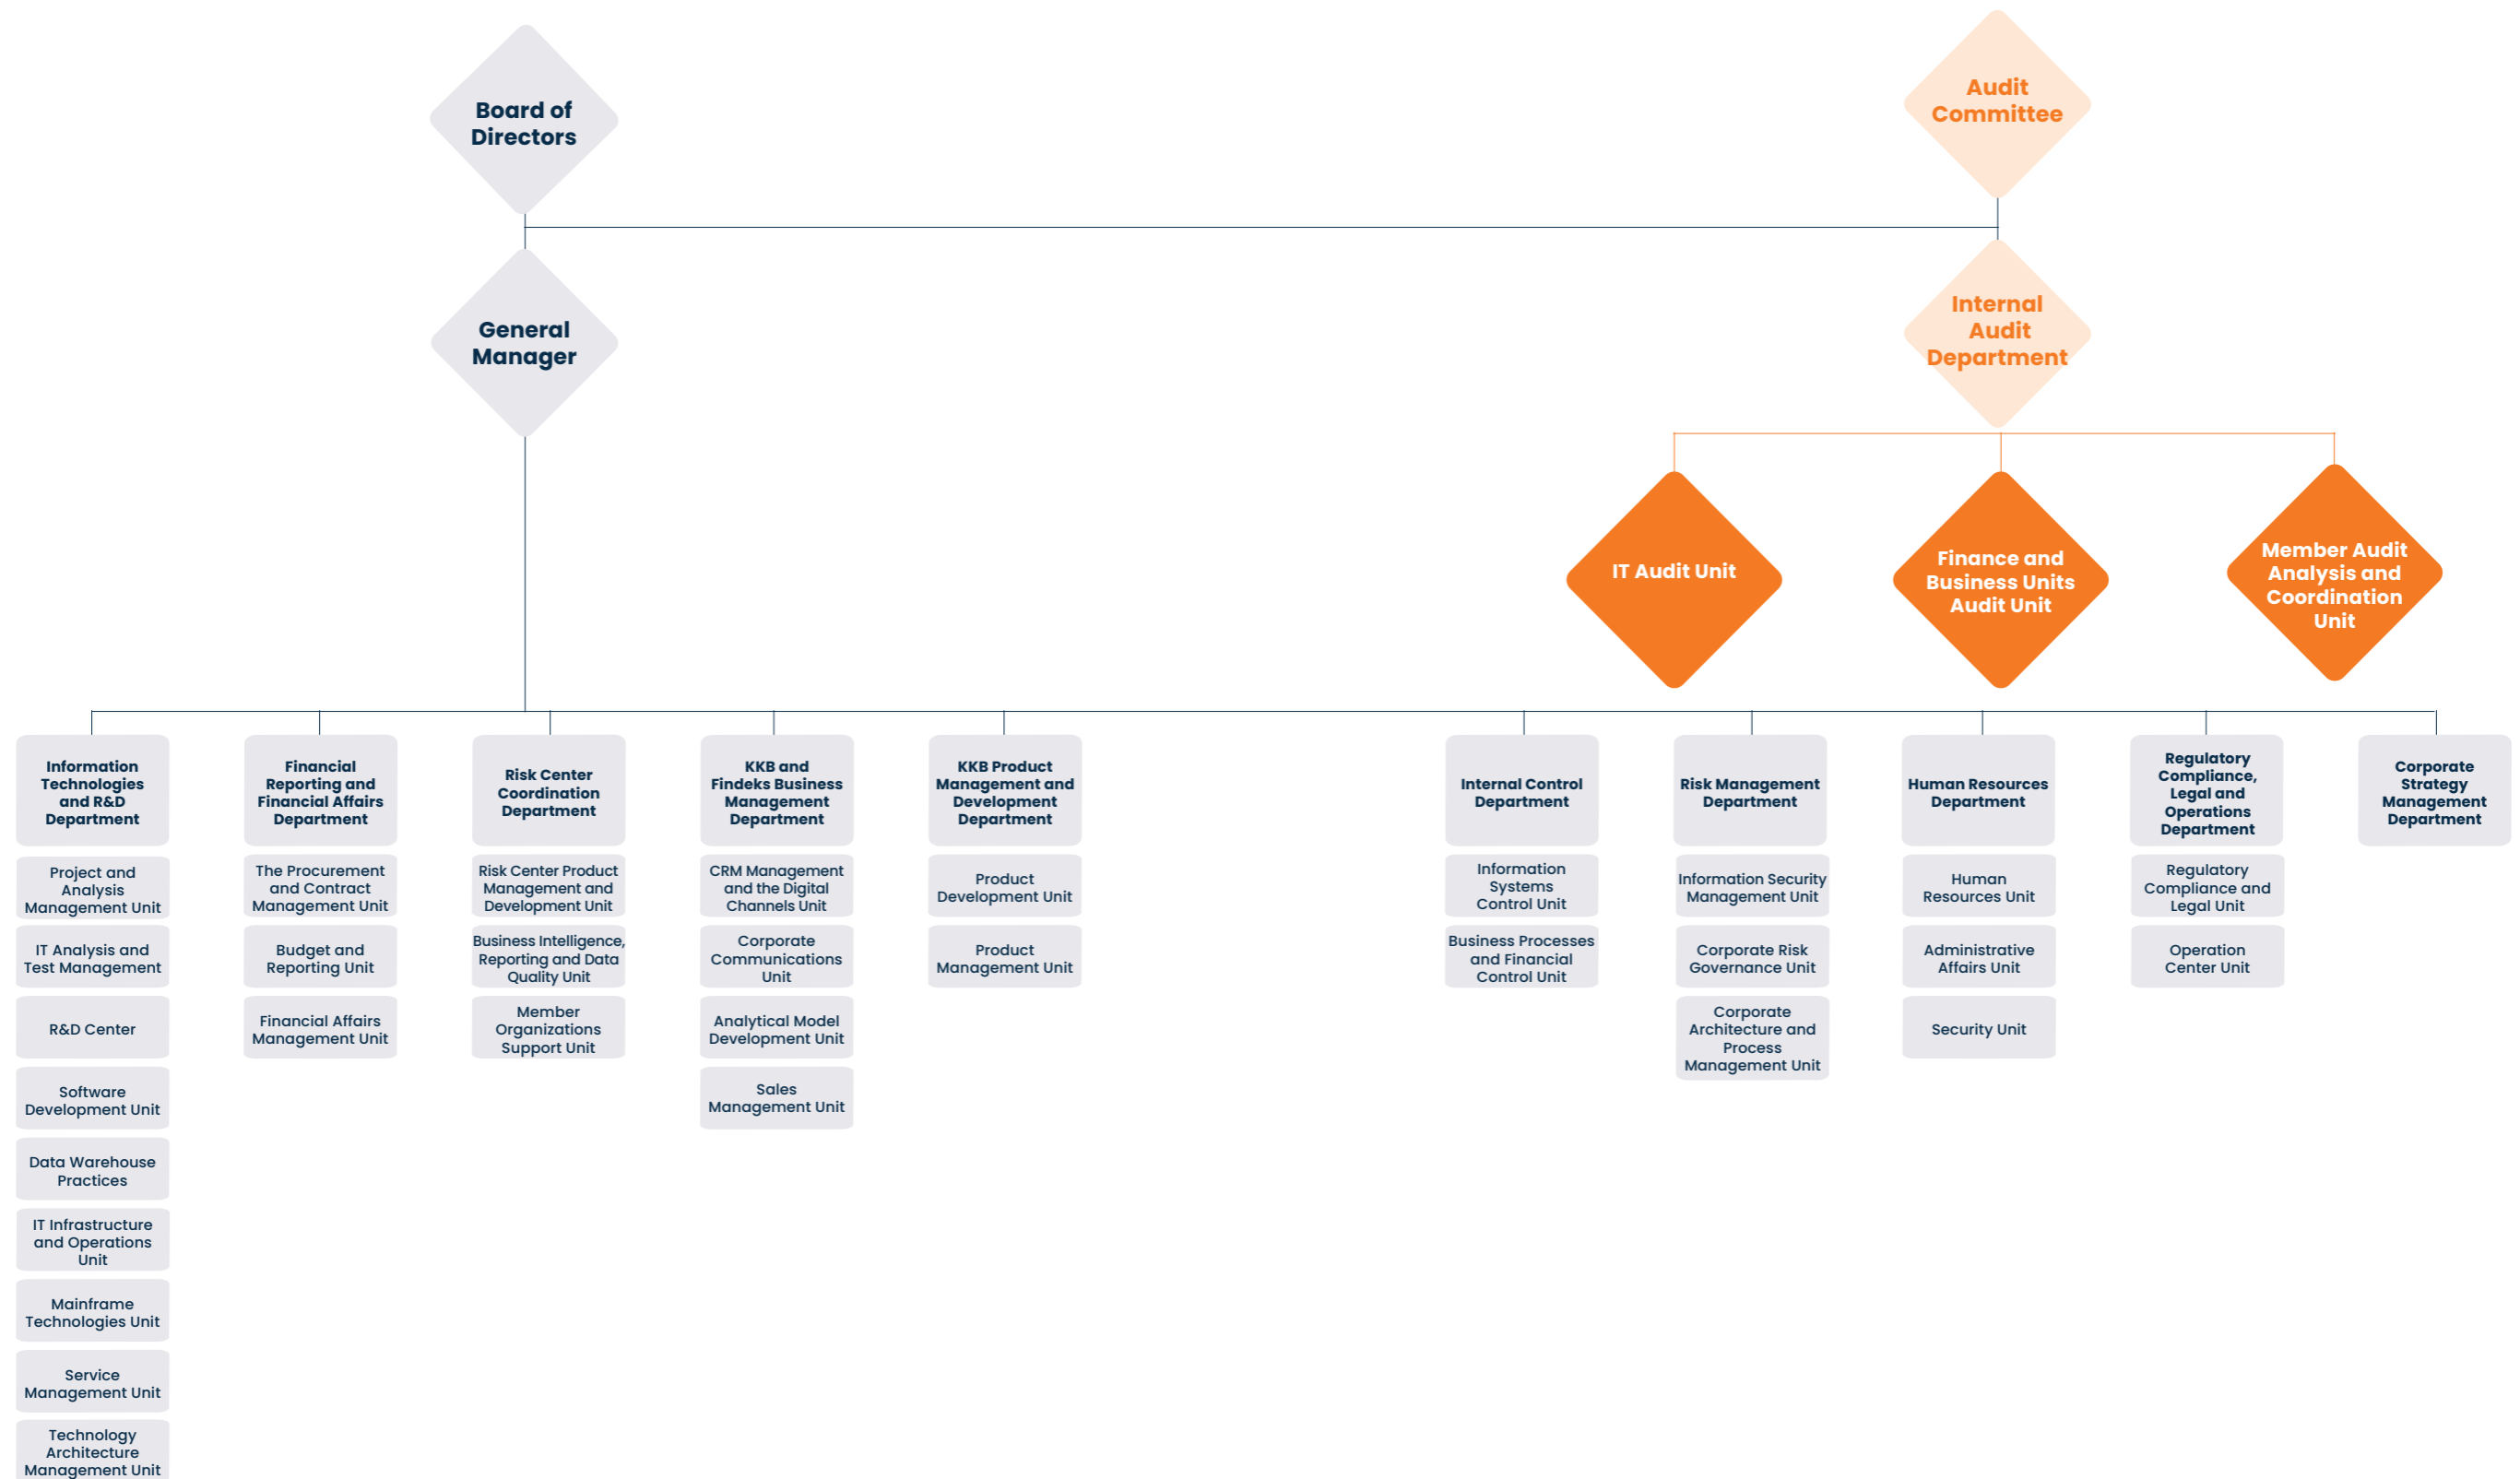 Board of
Directors
Audit
Committee
General
Manager
Internal
Audit
Department
IT Audit Unit
Finance and
Business Units
Audit Unit
Member Audit
Analysis and
Coordination
Unit
Information
Technologies
and R&D
Department
Project and
Analysis
Management Unit
IT Analysis and
Test Management
R&D Center
Software
Development Unit
Data Warehouse
Practices
IT Infrastructure
and Operations
Unit
Mainframe
Technologies Unit
Service
Management Unit
Technology
Architecture
Management Unit
Financial
Reporting and
Financial Affairs
Department
The Procurement
and Contract
Management Unit
Budget and
Reporting Unit
Financial Affairs
Management Unit
Risk Center
Coordination
Department
Risk Center Product
Management and
Development Unit
Business Intelligence,
Reporting and Data
Quality Unit
Member
Organizations
Support Unit
KKB and
Findeks Business
Management
Department
CRM Management
and the Digital
Channels Unit
Corporate
Communications
Unit
Analytical Model
Development Unit
Sales
Management Unit
KKB Product
Management and
Development
Department
Product
Development Unit
Product
Management Unit
Internal Control
Department
Information
Systems
Control Unit
Business Processes
and Financial
Control Unit
Risk Management
Department
Information Security
Management Unit
Corporate Risk
Governance Unit
Corporate
Architecture and
Process
Management Unit
Human Resources
Department
Human
Resources Unit
Administrative
Affairs Unit
Security Unit
Regulatory
Compliance,
Legal and
Operations
Department
Regulatory
Compliance and
Legal Unit
Operation
Center Unit
Corporate
Strategy
Management
Department